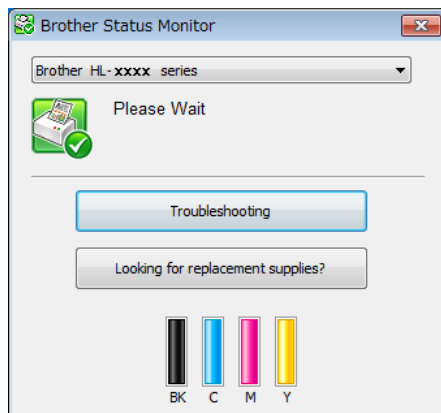 Brother Status Monitor
Brother HL-xxxx series
Please Wait
Troubleshooting
Looking for replacement supplies?
BK C M Y